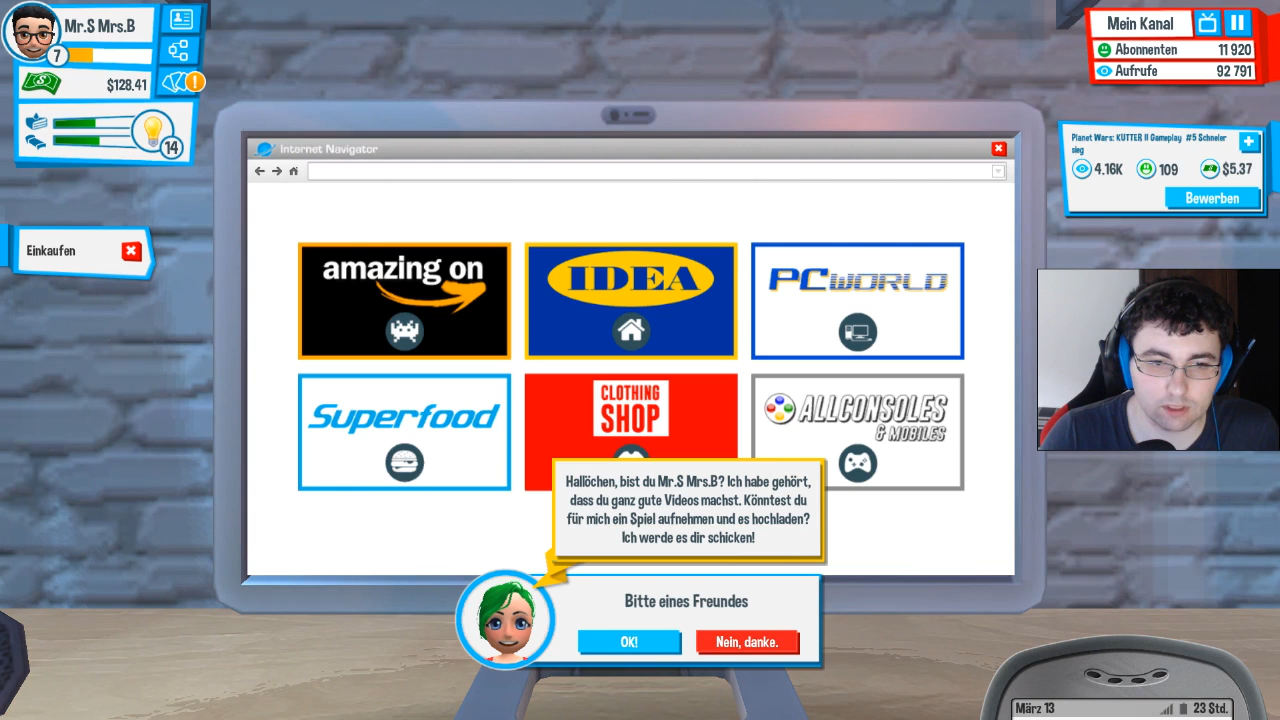 Mr.S Mrs.B
7
$128.41
14
Einkaufen
Mein Kanal
Abonnenten 11 920
Aufrufe 92 791
Planet Wars: KUTTER II Gameplay #5 Schneler
sieg
4.16K 109 $5.37
Bewerben
Internet Navigator
amazing on
IDEA
PCWORLD
Superfood
CLOTHING
SHOP
ALLCONSOLES
& MOBILES
Hallöchen, bist du Mr.S Mrs.B? Ich habe gehört,
dass du ganz gute Videos machst. Könntest du
für mich ein Spiel aufnehmen und es hochladen?
Ich werde es dir schicken!
Bitte eines Freundes
OK!
Nein, danke.
März 13 23 Std.